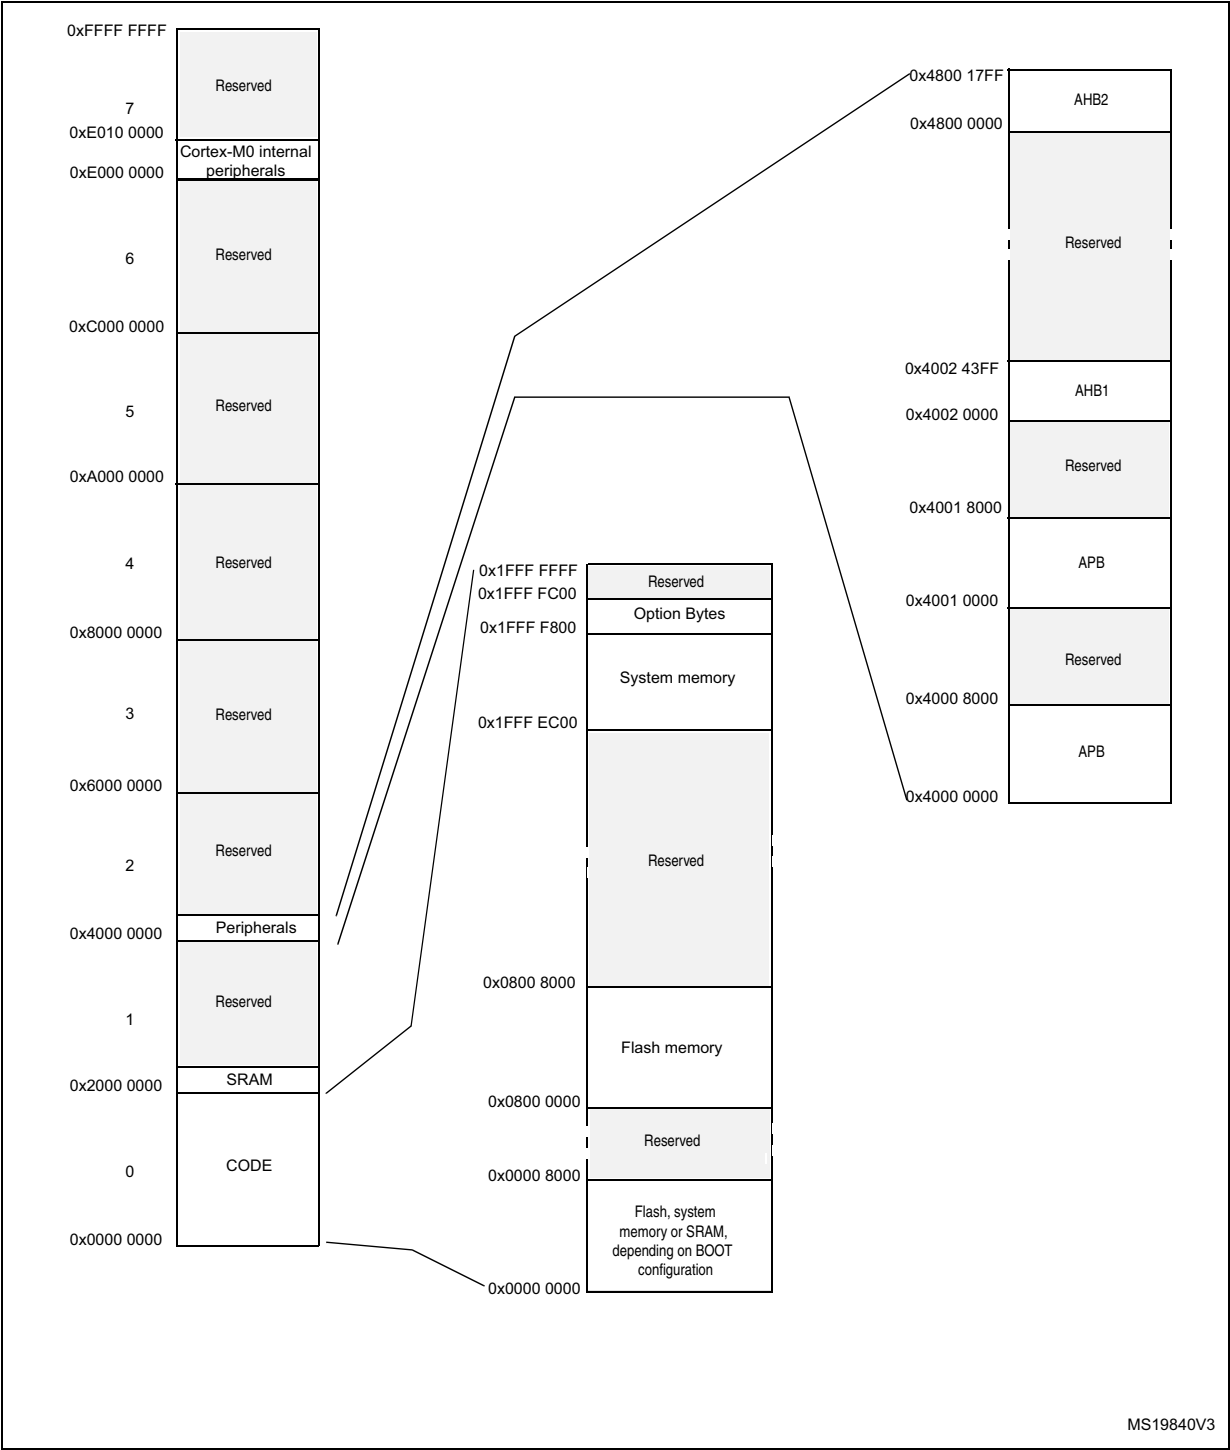 0xFFFF FFFF
Reserved
7
0xE010 0000
Cortex-M0 internal
peripherals
0xE000 0000
Reserved
6
0xC000 0000
Reserved
5
0xA000 0000
Reserved
4
0x8000 0000
Reserved
3
0x6000 0000
Reserved
2
Peripherals
0x4000 0000
Reserved
1
SRAM
0x2000 0000
CODE
0
0x0000 0000
0x1FFF FFFF
Reserved
0x1FFF FC00
Option Bytes
0x1FFF F800
System memory
0x1FFF EC00
Reserved
0x0800 8000
Flash memory
0x0800 0000
Reserved
0x0000 8000
Flash, system
memory or SRAM,
depending on BOOT
configuration
0x0000 0000
0x4800 17FF
AHB2
0x4800 0000
Reserved
0x4002 43FF
AHB1
0x4002 0000
Reserved
0x4001 8000
APB
0x4001 0000
Reserved
0x4000 8000
APB
0x4000 0000
MS19840V3